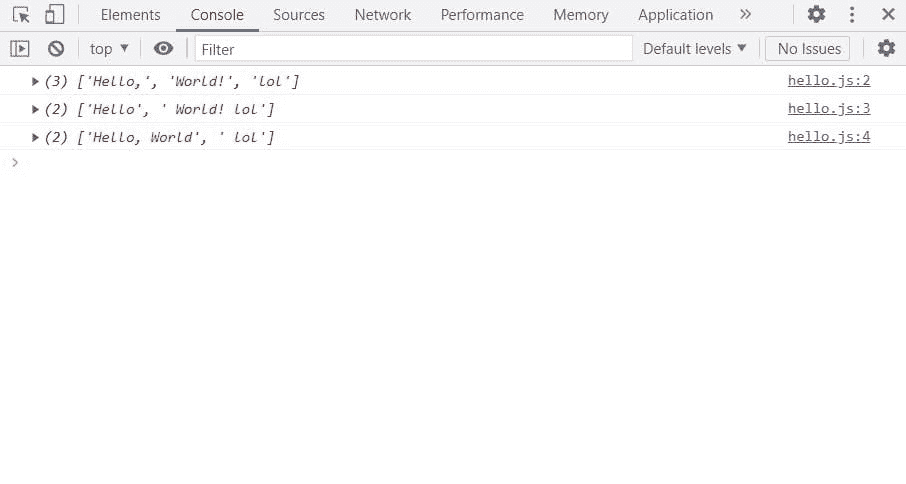 Elements Console Sources Network Performance Memory Application
top Filter Default levels No Issues
(3) ['Hello,', 'World!', 'lol'] hello.js:2
(2) ['Hello', ' World! lol'] hello.js:3
(2) ['Hello, World', ' lol'] hello.js:4